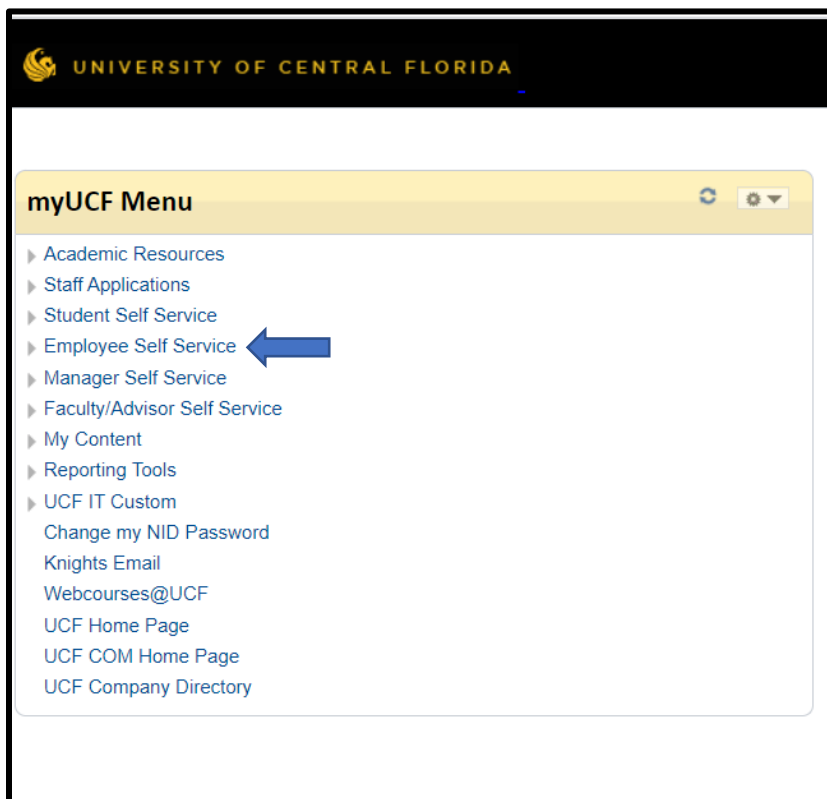 UNIVERSITY OF CENTRAL FLORIDA
myUCF Menu
Academic Resources
Staff Applications
Student Self Service
Employee Self Service
Manager Self Service
Faculty/Advisor Self Service
My Content
Reporting Tools
UCF IT Custom
Change my NID Password
Knights Email
Webcourses@UCF
UCF Home Page
UCF COM Home Page
UCF Company Directory